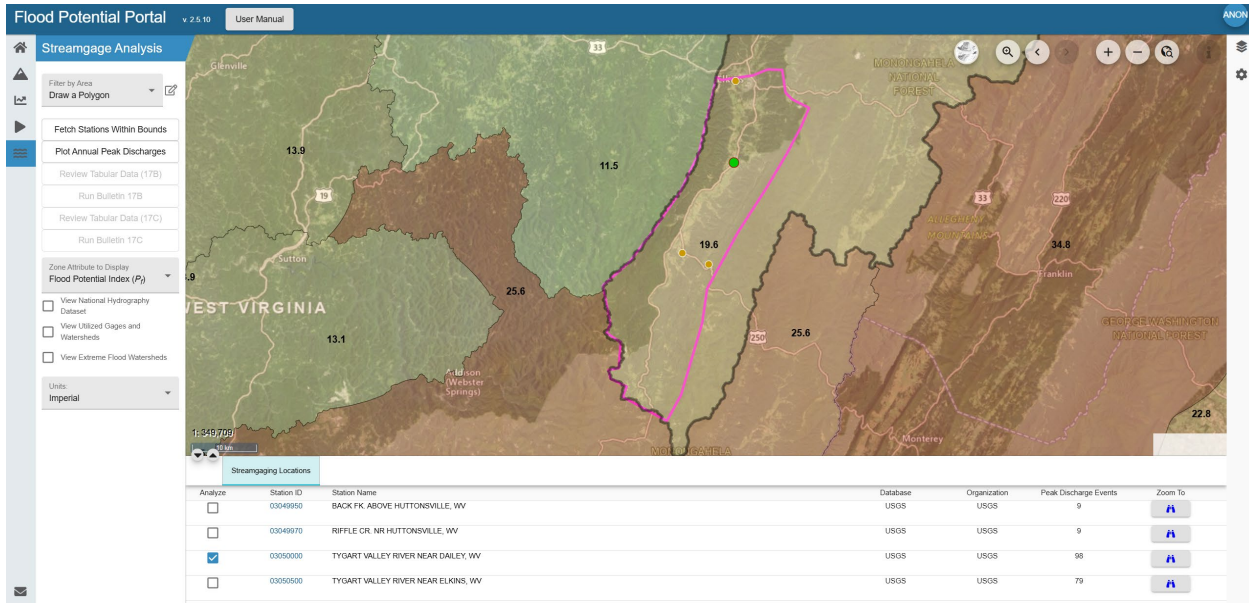 Flood Potential Portal v. 2.5.10 User Manual ANON
Streamgage Analysis
Filter by Area
Draw a Polygon
Fetch Stations Within Bounds
Plot Annual Peak Discharges
Review Tabular Data (17B)
Run Bulletin 17B
Review Tabular Data (17C)
Run Bulletin 17C
Zone Attribute to Display
Flood Potential Index (Pf)
View National Hydrography
Dataset
View Utilized Gages and
Watersheds
View Extreme Flood Watersheds
Units
Imperial
33
Glenville
MONONGAHELA
NATIONAL
FOREST
13.9
11.5
19
33
220
ALLEGHENY
MOUNTAINS
19.6
34.8
Sutton
Franklin
.9
25.6
WEST VIRGINIA
GEORGE WASHINGTON
NATIONAL FOREST
250
25.6
13.1
Addison
(Webster
Springs)
22.8
1: 349,709
10 km
Monterey
MONONGAHELA
Streamgaging Locations
Analyze Station ID Station Name Database Organization Peak Discharge Events Zoom To
03049950 BACK FK. ABOVE HUTTONSVILLE, WV USGS USGS 9
03049970 RIFFLE CR. NR HUTTONSVILLE, WV USGS USGS 9
03050000 TYGART VALLEY RIVER NEAR DAILEY, WV USGS USGS 98
03050500 TYGART VALLEY RIVER NEAR ELKINS, WV USGS USGS 79